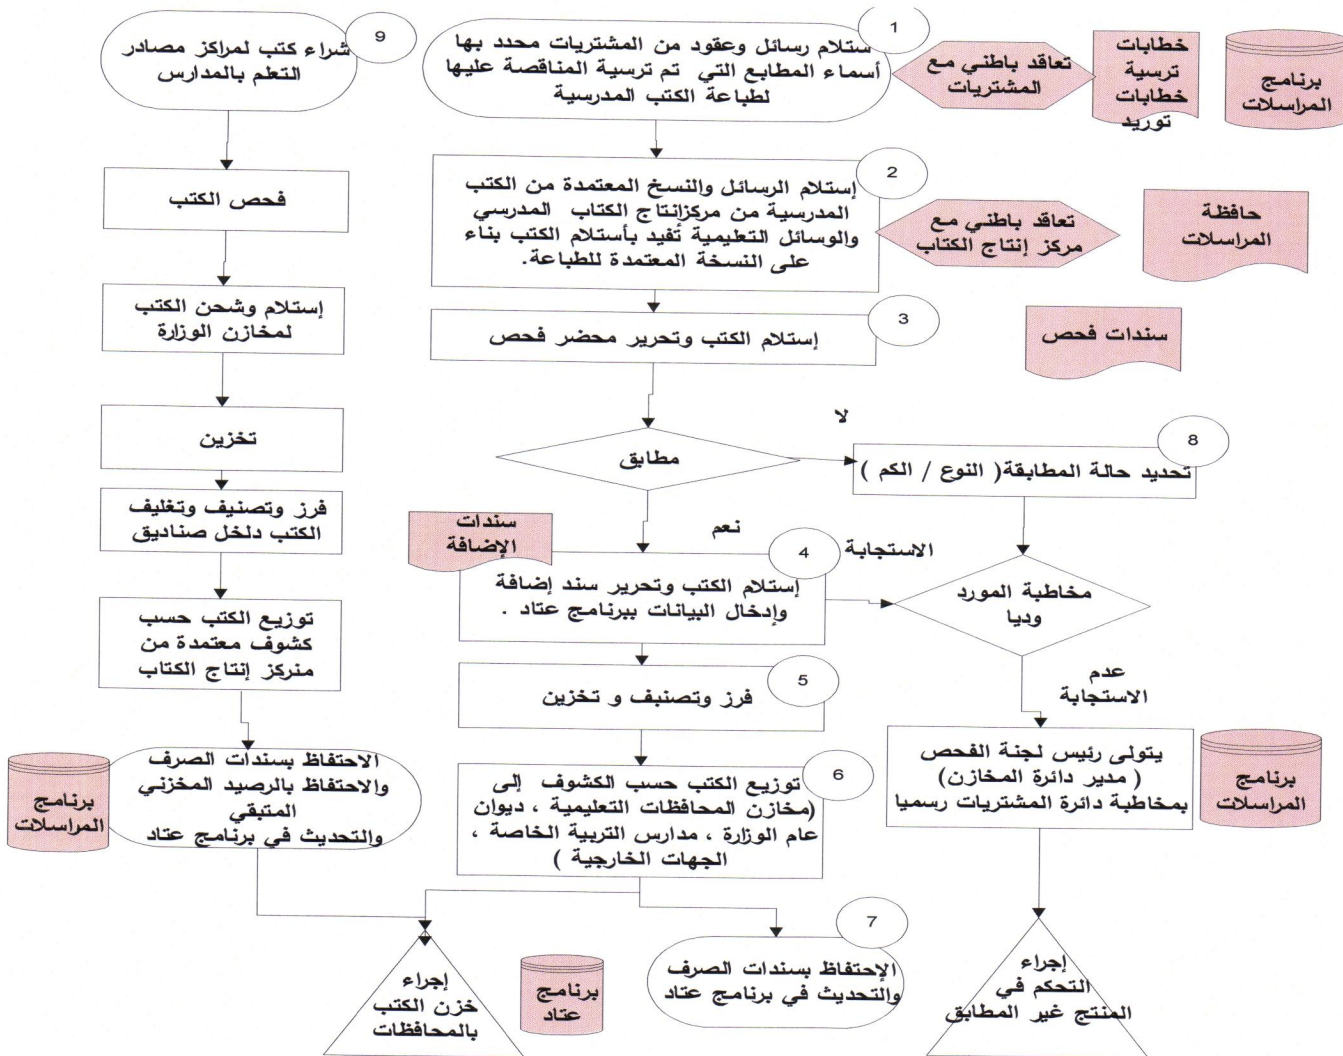 1
ستلام رسائل وعقود من المشتريات محدد بها
أسماء المطابع التي تم ترسية المناقصة عليها
لطباعة الكتب المدرسية
تعاقد باطني مع
المشتريات
خطابات
ترسية
خطابات
توريد
برنامج
المراسلات
2
إستلام الرسائل والنسخ المعتمدة من الكتب
المدرسية من مركزإنتاج الكتاب المدرسي
والوسائل التعليمية تفيد بأستلام الكتب بناء
على النسخة المعتمدة للطباعة.
تعاقد باطني مع
مركز إنتاج الكتاب
حافظة
المراسلات
3
إستلام الكتب وتحرير محضر فحص
سندات فحص
مطابق
لا
نعم
8
تحديد حالة المطابقة( النوع / الكم )
سندات
الإضافة
4
إستلام الكتب وتحرير سند إضافة
وإدخال البيانات ببرنامج عتاد .
الاستجابة
مخاطبة المورد
وديا
عدم
الاستجابة
5
فرز وتصنيف و تخزين
يتولى رئيس لجنة الفحص
( مدير دائرة المخازن)
بمخاطبة دائرة المشتريات رسميا
برنامج
المراسلات
6
توزيع الكتب حسب الكشوف إلى
(مخازن المحافظات التعليمية ، ديوان
عام الوزارة ، مدارس التربية الخاصة ،
الجهات الخارجية )
7
الإحتفاظ بسندات الصرف
والتحديث في برنامج عتاد
إجراء
التحكم في
المنتج غير المطابق
برنامج
عتاد
إجراء
خزن الكتب
بالمحافظات
9
شراء كتب لمراكز مصادر
التعلم بالمدارس
فحص الكتب
إستلام وشحن الكتب
لمخازن الوزارة
تخزين
فرز وتصنيف وتغليف
الكتب دلخل صناديق
توزيع الكتب حسب
كشوف معتمدة من
منركز إنتاج الكتاب
الاحتفاظ بسندات الصرف
والاحتفاظ بالرصيد المخزني
المتبقي
والتحديث في برنامج عتاد
برنامج
المراسلات